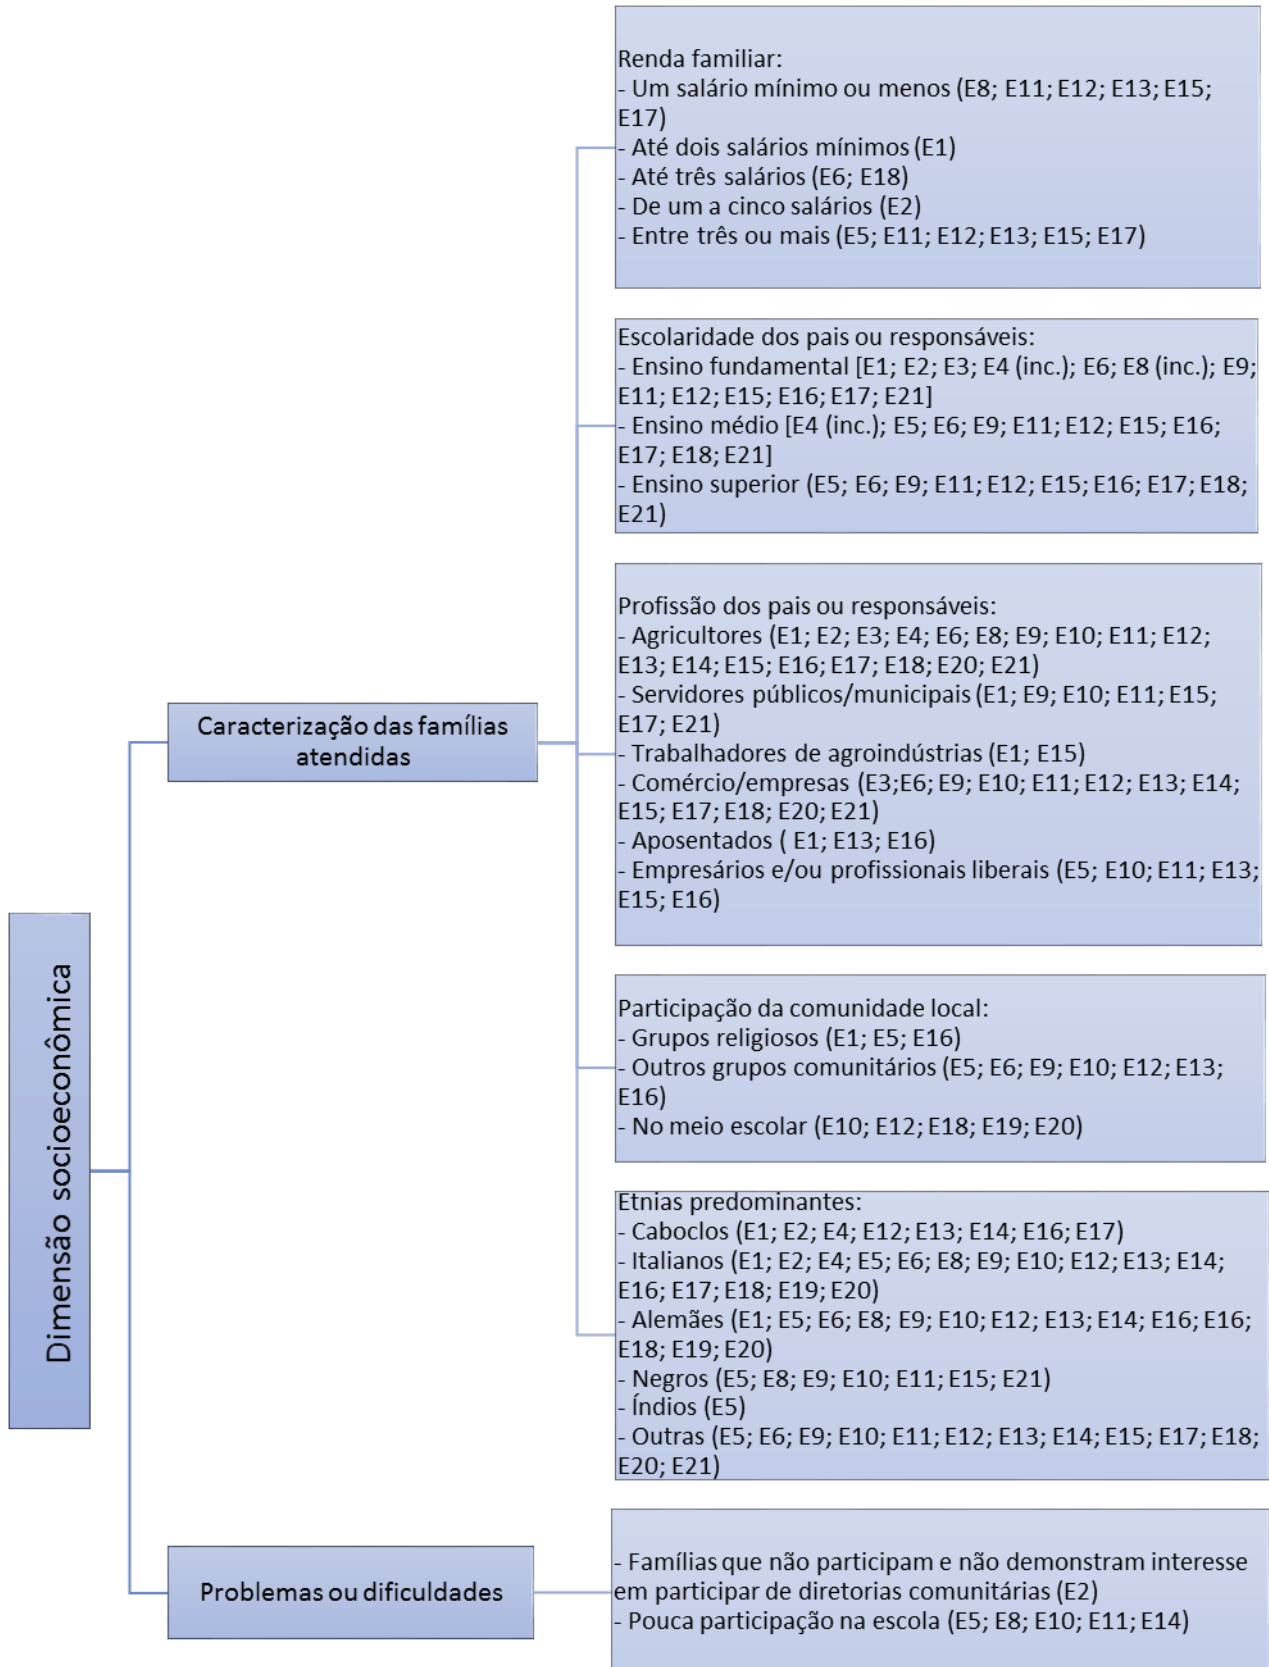 Dimensão socioeconômica
Caracterização das famílias
atendidas
Renda familiar:
- Um salário mínimo ou menos (E8; E11; E12; E13; E15;
E17)
- Até dois salários mínimos (E1)
- Até três salários (E6; E18)
- De um a cinco salários (E2)
- Entre três ou mais (E5; E11; E12; E13; E15; E17)
Escolaridade dos pais ou responsáveis:
- Ensino fundamental [E1; E2; E3; E4 (inc.); E6; E8 (inc.); E9;
E11; E12; E15; E16; E17; E21]
- Ensino médio [E4 (inc.); E5; E6; E9; E11; E12; E15; E16;
E17; E18; E21]
- Ensino superior (E5; E6; E9; E11; E12; E15; E16; E17; E18;
E21)
Profissão dos pais ou responsáveis:
- Agricultores (E1; E2; E3; E4; E6; E8; E9; E10; E11; E12;
E13; E14; E15; E16; E17; E18; E20; E21)
- Servidores públicos/municipais (E1; E9; E10; E11; E15;
E17; E21)
- Trabalhadores de agroindústrias (E1; E15)
- Comércio/empresas (E3;E6; E9; E10; E11; E12; E13; E14;
E15; E17; E18; E20; E21)
- Aposentados ( E1; E13; E16)
- Empresários e/ou profissionais liberais (E5; E10; E11; E13;
E15; E16)
Participação da comunidade local:
- Grupos religiosos (E1; E5; E16)
- Outros grupos comunitários (E5; E6; E9; E10; E12; E13;
E16)
- No meio escolar (E10; E12; E18; E19; E20)
Etnias predominantes:
- Caboclos (E1; E2; E4; E12; E13; E14; E16; E17)
- Italianos (E1; E2; E4; E5; E6; E8; E9; E10; E12; E13; E14;
E16; E17; E18; E19; E20)
- Alemães (E1; E5; E6; E8; E9; E10; E12; E13; E14; E16; E16;
E18; E19; E20)
- Negros (E5; E8; E9; E10; E11; E15; E21)
- Índios (E5)
- Outras (E5; E6; E9; E10; E11; E12; E13; E14; E15; E17; E18;
E20; E21)
Problemas ou dificuldades
- Famílias que não participam e não demonstram interesse
em participar de diretorias comunitárias (E2)
- Pouca participação na escola (E5; E8; E10; E11; E14)